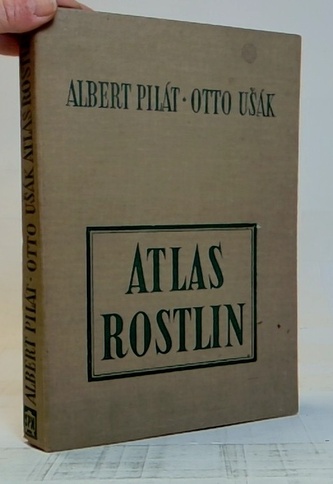 ALBERT PILÁT · OTTO UŠÁK
ATLAS
ROSTLIN
ALBERT PILÁT · OTTO UŠÁK ATLAS ROSTLIN